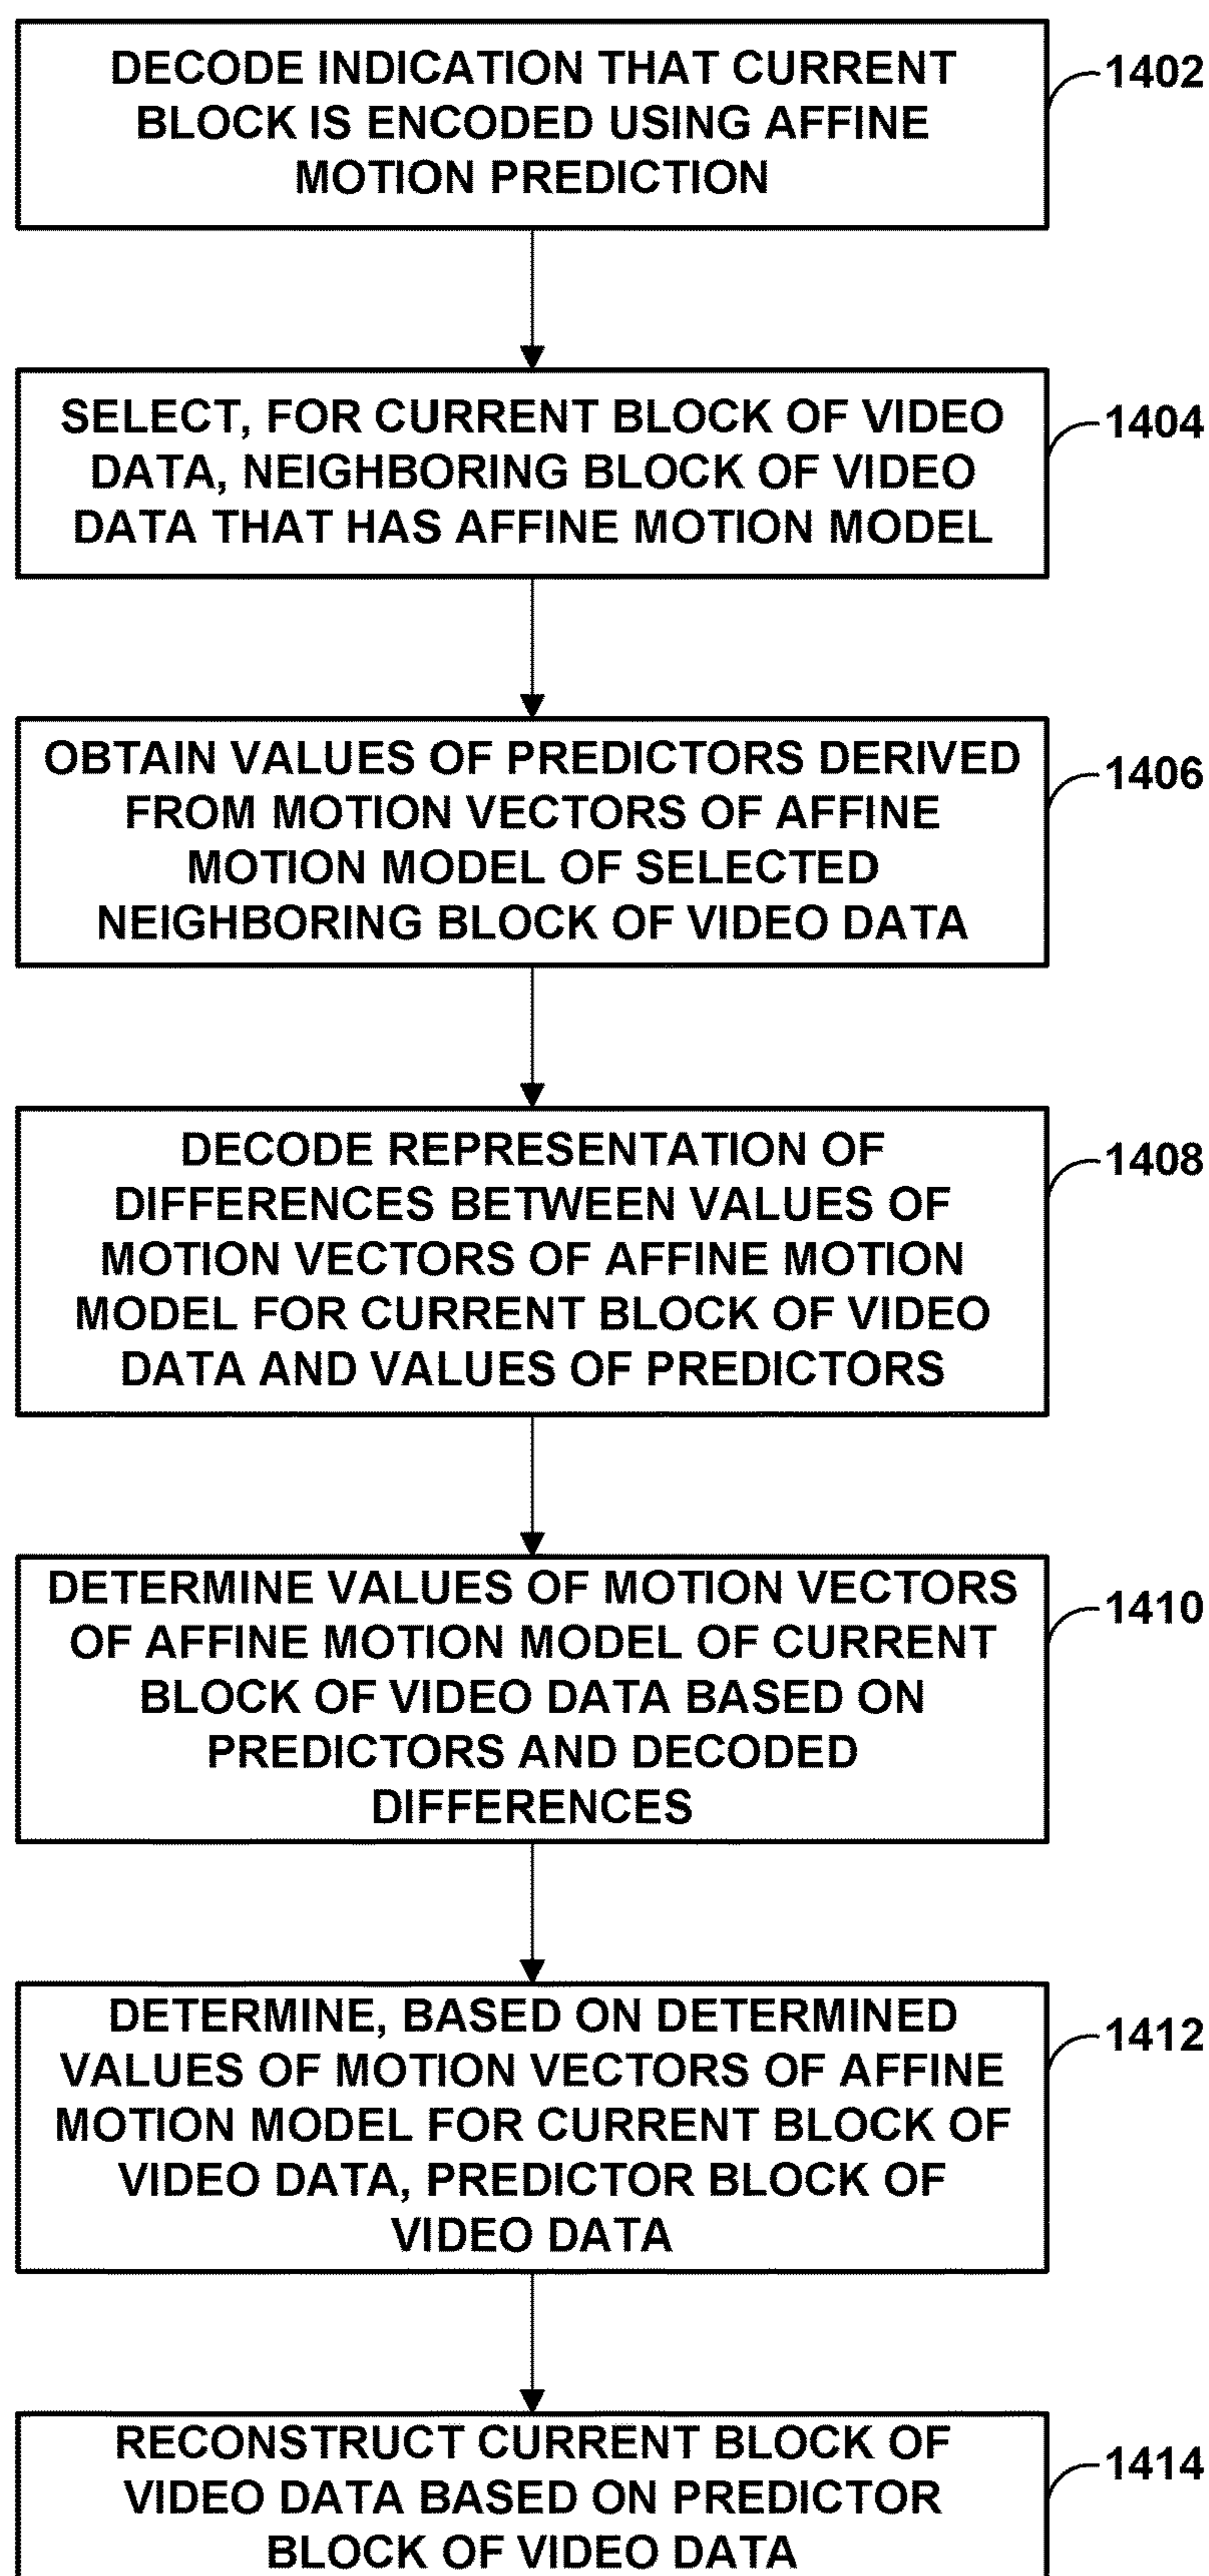 DECODE INDICATION THAT CURRENT
BLOCK IS ENCODED USING AFFINE
MOTION PREDICTION
1402
SELECT, FOR CURRENT BLOCK OF VIDEO
DATA, NEIGHBORING BLOCK OF VIDEO
DATA THAT HAS AFFINE MOTION MODEL
1404
OBTAIN VALUES OF PREDICTORS DERIVED
FROM MOTION VECTORS OF AFFINE
MOTION MODEL OF SELECTED
NEIGHBORING BLOCK OF VIDEO DATA
1406
DECODE REPRESENTATION OF
DIFFERENCES BETWEEN VALUES OF
MOTION VECTORS OF AFFINE MOTION
MODEL FOR CURRENT BLOCK OF VIDEO
DATA AND VALUES OF PREDICTORS
1408
DETERMINE VALUES OF MOTION VECTORS
OF AFFINE MOTION MODEL OF CURRENT
BLOCK OF VIDEO DATA BASED ON
PREDICTORS AND DECODED
DIFFERENCES
1410
DETERMINE, BASED ON DETERMINED
VALUES OF MOTION VECTORS OF AFFINE
MOTION MODEL FOR CURRENT BLOCK OF
VIDEO DATA, PREDICTOR BLOCK OF
VIDEO DATA
1412
RECONSTRUCT CURRENT BLOCK OF
VIDEO DATA BASED ON PREDICTOR
BLOCK OF VIDEO DATA
1414